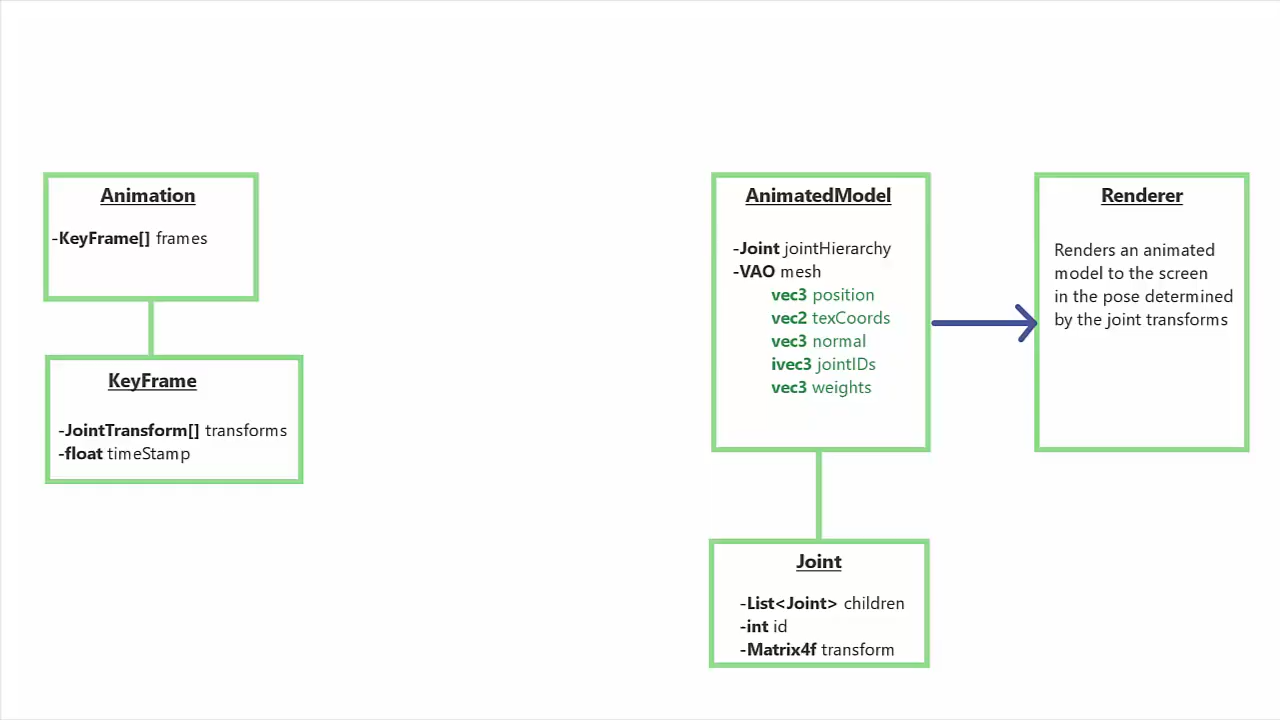 Animation
-KeyFrame[] frames
KeyFrame
-JointTransform[] transforms
-float timeStamp
AnimatedModel
-Joint jointHierarchy
-VAO mesh
vec3 position
vec2 texCoords
vec3 normal
ivec3 jointIDs
vec3 weights
Joint
-List<Joint> children
-int id
-Matrix4f transform
Renderer
Renders an animated
model to the screen
in the pose determined
by the joint transforms